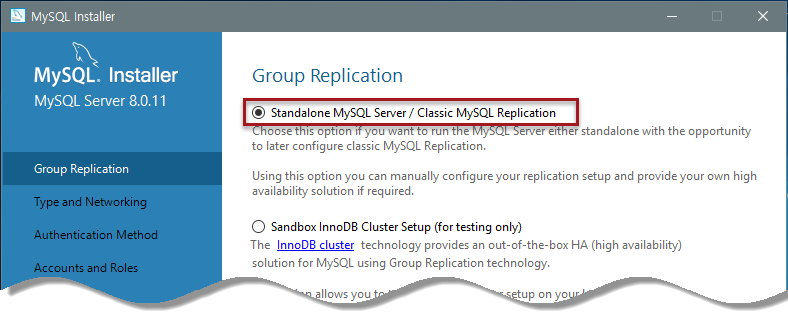 MySQL Installer
MySQL. Installer
MySQL Server 8.0.11
Group Replication
Type and Networking
Authentication Method
Accounts and Roles
Group Replication
Standalone MySQL Server / Classic MySQL Replication
Choose this option if you want to run the MySQL Server either standalone with the opportunity
to later configure classic MySQL Replication.
Using this option you can manually configure your replication setup and provide your own high
availability solution if required.
Sandbox InnoDB Cluster Setup (for testing only)
The InnoDB cluster technology provides an out-of-the-box HA (high availability)
solution for MySQL using Group Replication technology.
allows you to setup on your